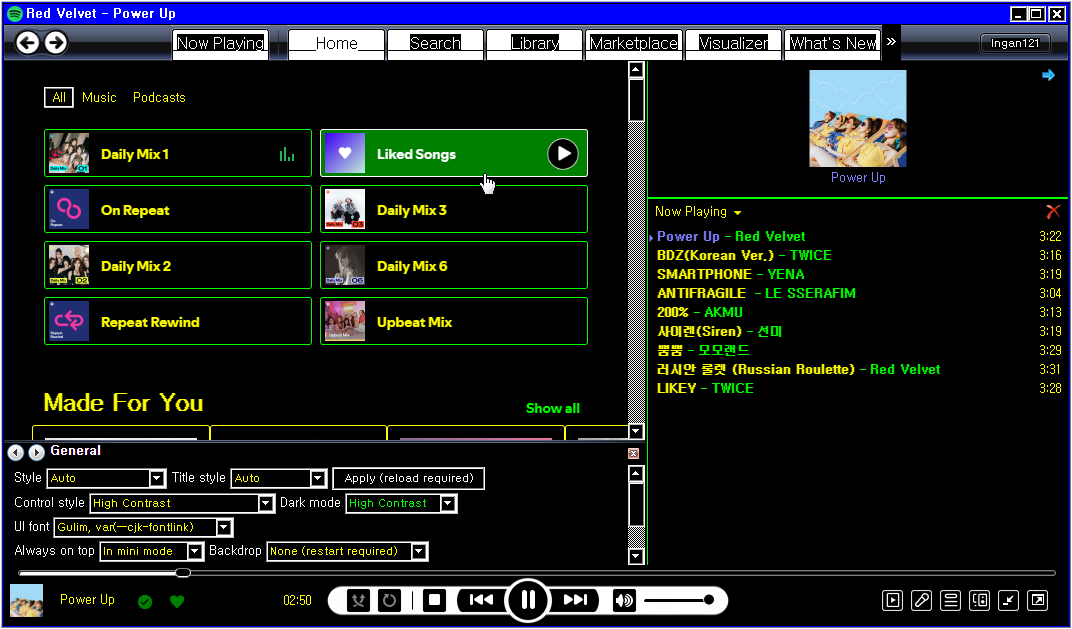 Red Velvet - Power Up
Now Playing
Home
Search
Library
Marketplace
Visualizer
What's New
»
Ingan121
All
Music
Podcasts
Daily Mix 1
Liked Songs
On Repeat
Daily Mix 3
Daily Mix 2
Daily Mix 6
Repeat Rewind
Upbeat Mix
Made For You
Show all
Power Up
Now Playing
Power Up - Red Velvet 3:22
BDZ(Korean Ver.) - TWICE 3:16
SMARTPHONE - YENA 3:19
ANTIFRAGILE - LE SSERAFIM 3:04
200% - AKMU 3:13
사이렌(Siren) - 선미 3:19
뿜뿜 - 모모랜드 3:29
러시안 룰렛 (Russian Roulette) - Red Velvet 3:31
LIKEY - TWICE 3:28
General
Style Auto Title style Auto Apply (reload required)
Control style High Contrast Dark mode High Contrast
UI font Gulim, var(--cjk-fontlink)
Always on top In mini mode Backdrop None (restart required)
Power Up
02:50